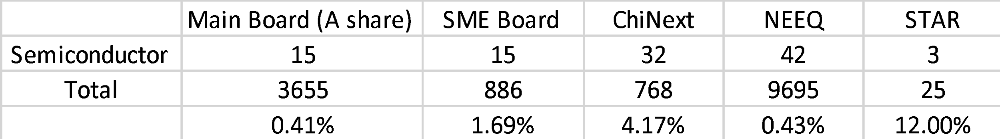 Main Board (A share) SME Board ChiNext NEEQ STAR
Semiconductor 15 15 32 42 3
Total 3655 886 768 9695 25
0.41% 1.69% 4.17% 0.43% 12.00%